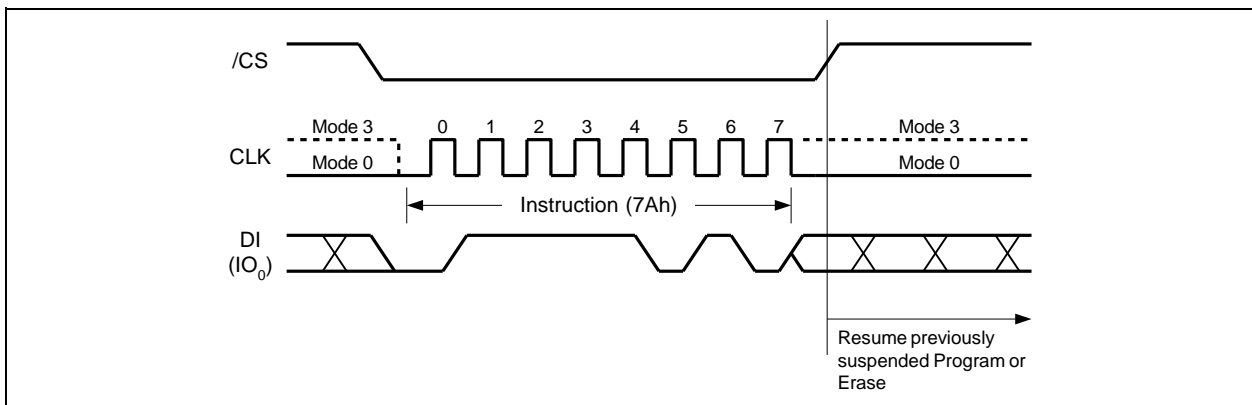 /CS
Mode 3
0 1 2 3 4 5 6 7
Mode 3
CLK
Mode 0
Mode 0
Instruction (7Ah)
DI
(IO0)
Resume previously
suspended Program or
Erase